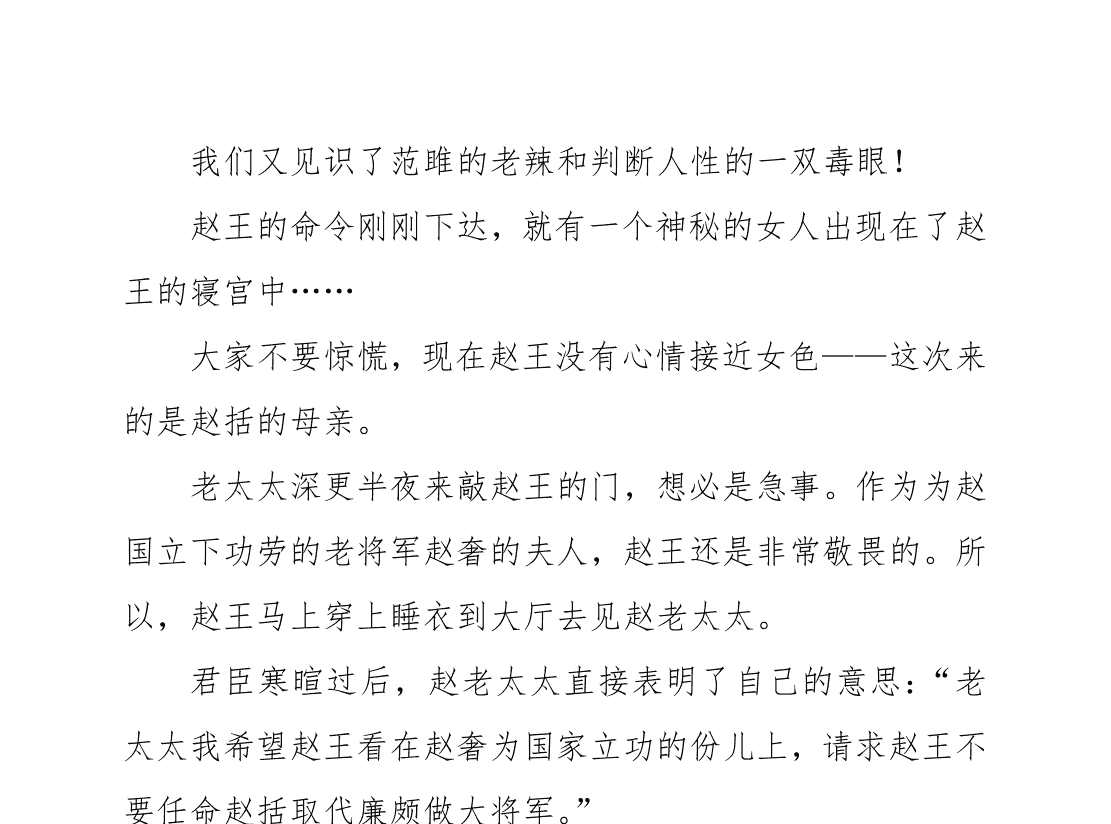 我们又见识了范雎的老辣和判断人性的一双毒眼！
赵王的命令刚刚下达，就有一个神秘的女人出现在了赵
王的寝宫中……
大家不要惊慌，现在赵王没有心情接近女色——这次来
的是赵括的母亲。
老太太深更半夜来敲赵王的门，想必是急事。作为为赵
国立下功劳的老将军赵奢的夫人，赵王还是非常敬畏的。所
以，赵王马上穿上睡衣到大厅去见赵老太太。
君臣寒暄过后，赵老太太直接表明了自己的意思：“老
太太我希望赵王看在赵奢为国家立功的份儿上，请求赵王不
要任命赵括取代廉颇做大将军。”